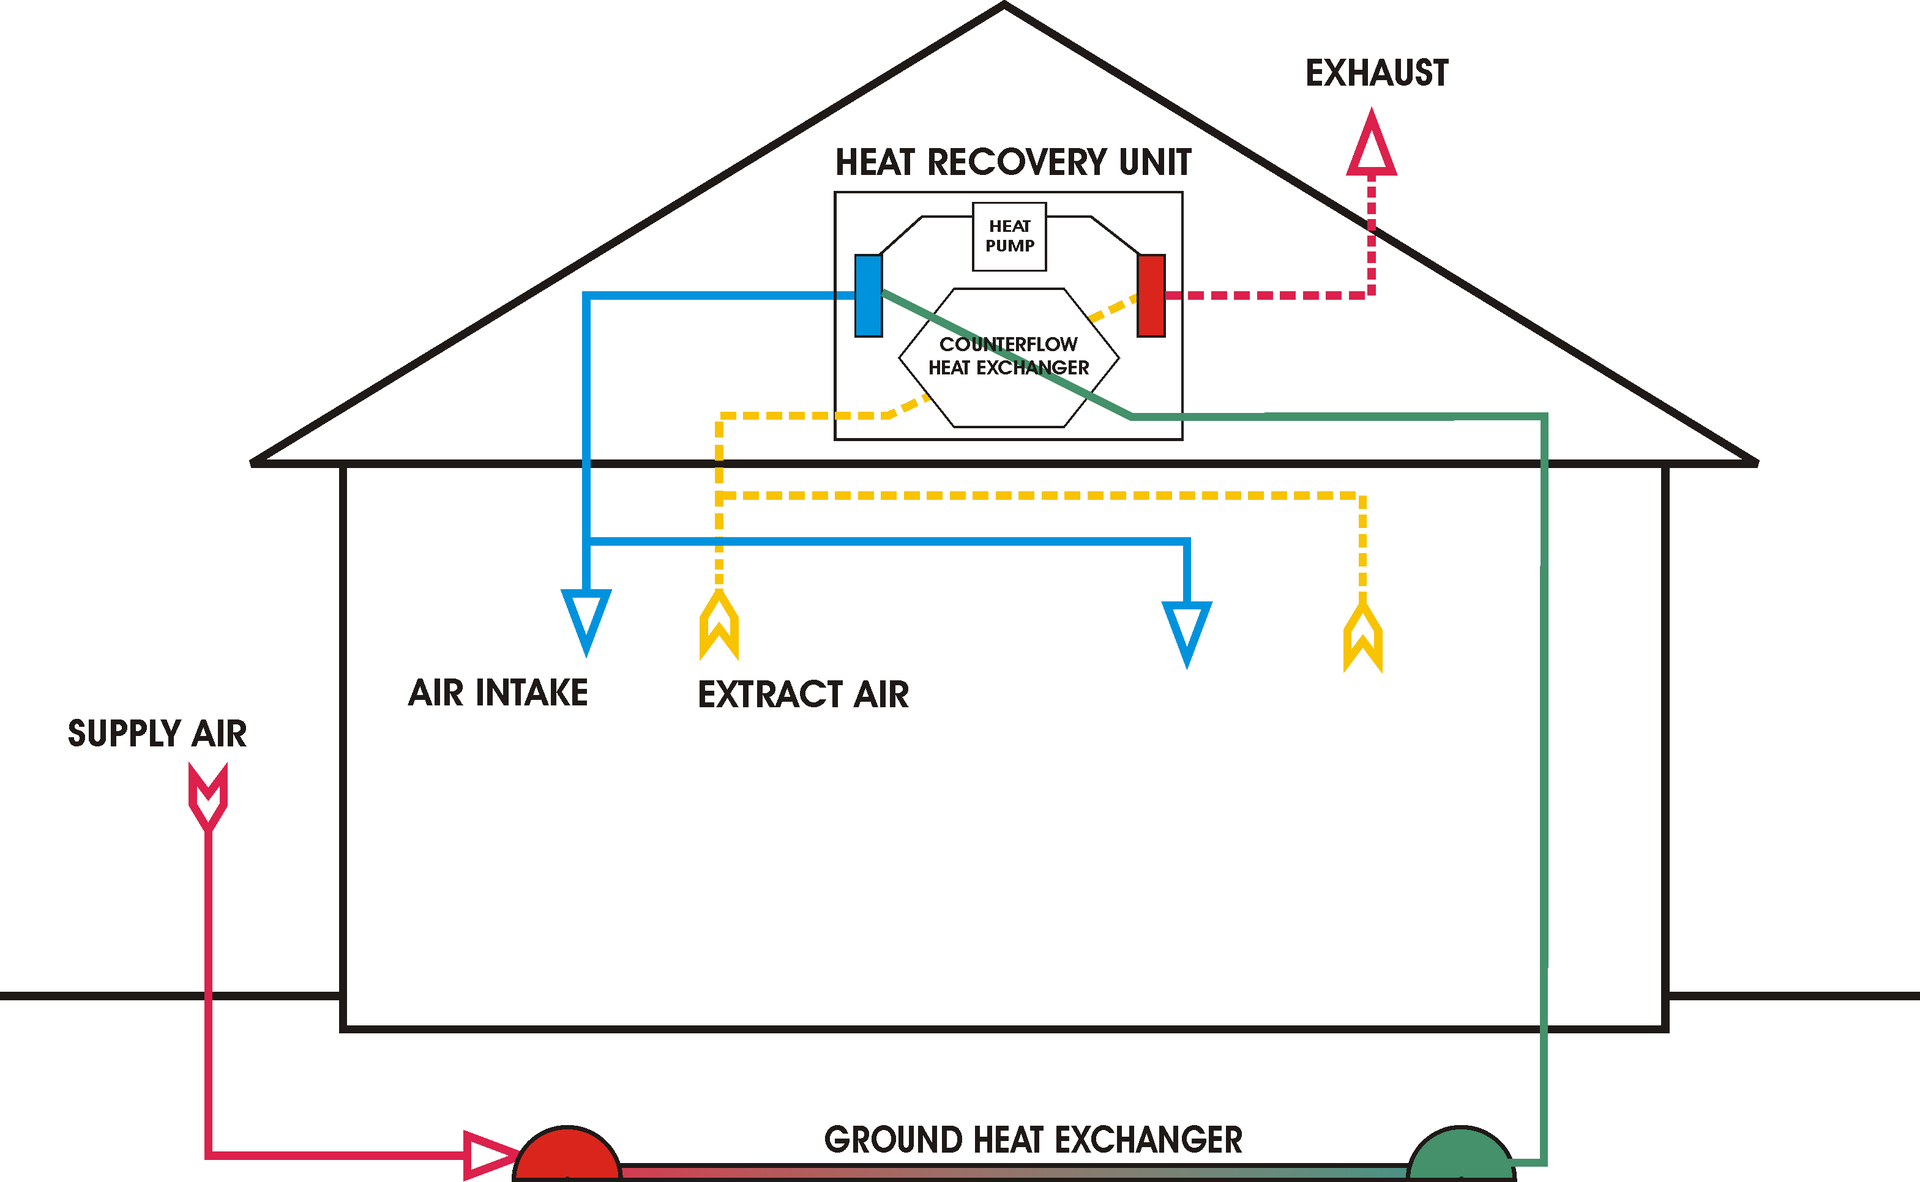 EXHAUST
HEAT RECOVERY UNIT
HEAT
PUMP
COUNTERFLOW
HEAT EXCHANGER
AIR INTAKE
EXTRACT AIR
SUPPLY AIR
GROUND HEAT EXCHANGER